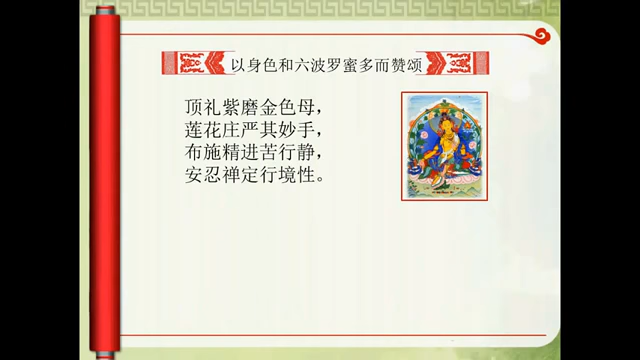 以身色和六波罗蜜多而赞颂
顶礼紫磨金色母，
莲花庄严其妙手，
布施精进苦行静，
安忍禅定行境性。